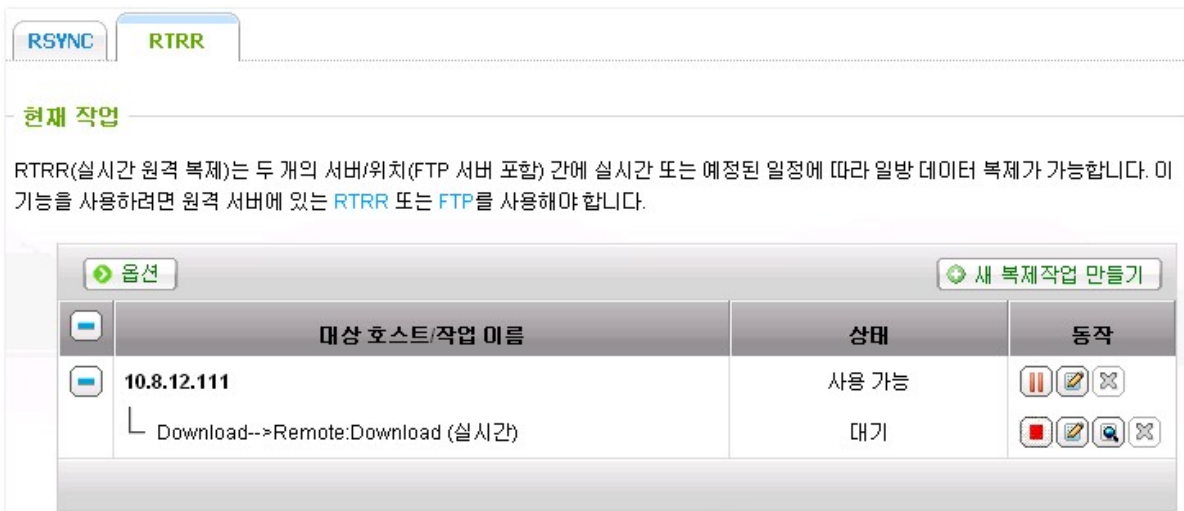 RSYNC RTRR
현재 작업
RTRR(실시간 원격 복제)는 두 개의 서버/위치(FTP 서버 포함) 간에 실시간 또는 예정된 일정에 따라 일방 데이터 복제가 가능합니다. 이
기능을 사용하려면 원격 서버에 있는 RTRR 또는 FTP를 사용해야 합니다.
옵션 새 복제작업 만들기
대상 호스트/작업 이름 상태 동작
10.8.12.111 사용 가능
Download-->Remote:Download (실시간) 대기